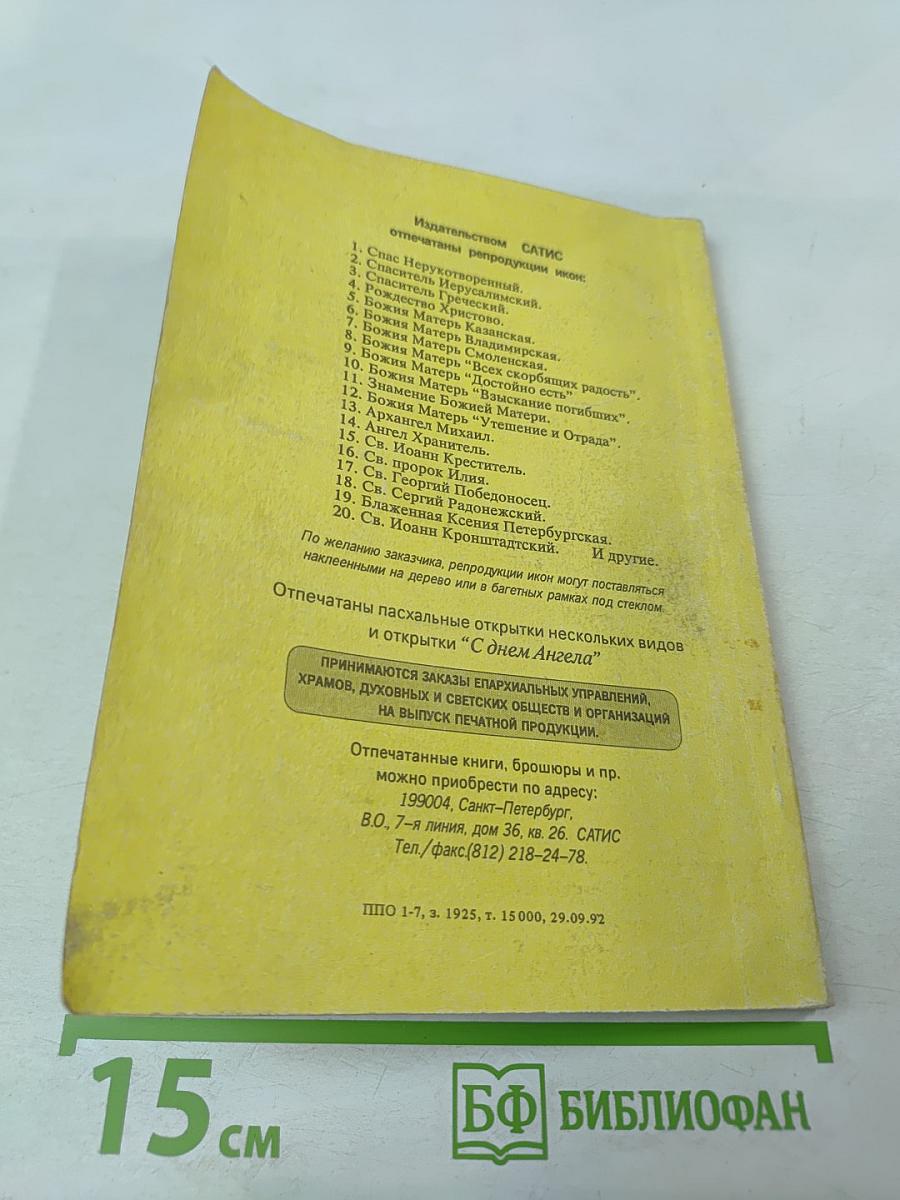 Издательством САТИС
отпечатаны репродукции икон:
1. Спас Нерукотворенный.
2. Спаситель Иерусалимский.
3. Спаситель Греческий.
4. Рождество Христово.
5. Божия Матерь Казанская.
6. Божия Матерь Владимирская.
7. Божия Матерь Смоленская.
8. Божия Матерь "Всех скорбящих радость".
9. Божия Матерь "Достойно есть"
10. Божия Матерь "Взыскание погибших".
11. Знамение Божией Матери.
12. Божия Матерь "Утешение и Отрада".
13. Архангел Михаил.
14. Ангел Хранитель.
15. Св. Иоанн Креститель.
16. Св. пророк Илия.
17. Св. Георгий Победоносец.
18. Св. Сергий Радонежский.
19. Блаженная Ксения Петербургская.
20. Св. Иоанн Кронштадтский. И другие.
По желанию заказчика, репродукции икон могут поставляться
наклеенными на дерево или в багетных рамках под стеклом.
Отпечатаны пасхальные открытки нескольких видов
и открытки "С днем Ангела"
ПРИНИМАЮТСЯ ЗАКАЗЫ ЕПАРХИАЛЬНЫХ УПРАВЛЕНИЙ,
ХРАМОВ, ДУХОВНЫХ И СВЕТСКИХ ОБЩЕСТВ И ОРГАНИЗАЦИЙ
НА ВЫПУСК ПЕЧАТНОЙ ПРОДУКЦИИ.
Отпечатанные книги, брошюры и пр.
можно приобрести по адресу:
199004, Санкт-Петербург,
В.О., 7-я линия, дом 36, кв. 26. САТИС
Тел./факс.(812) 218-24-78.
ППО 1-7, з. 1925, т. 15000, 29.09.92
15 см
БФ БИБЛИОФАН